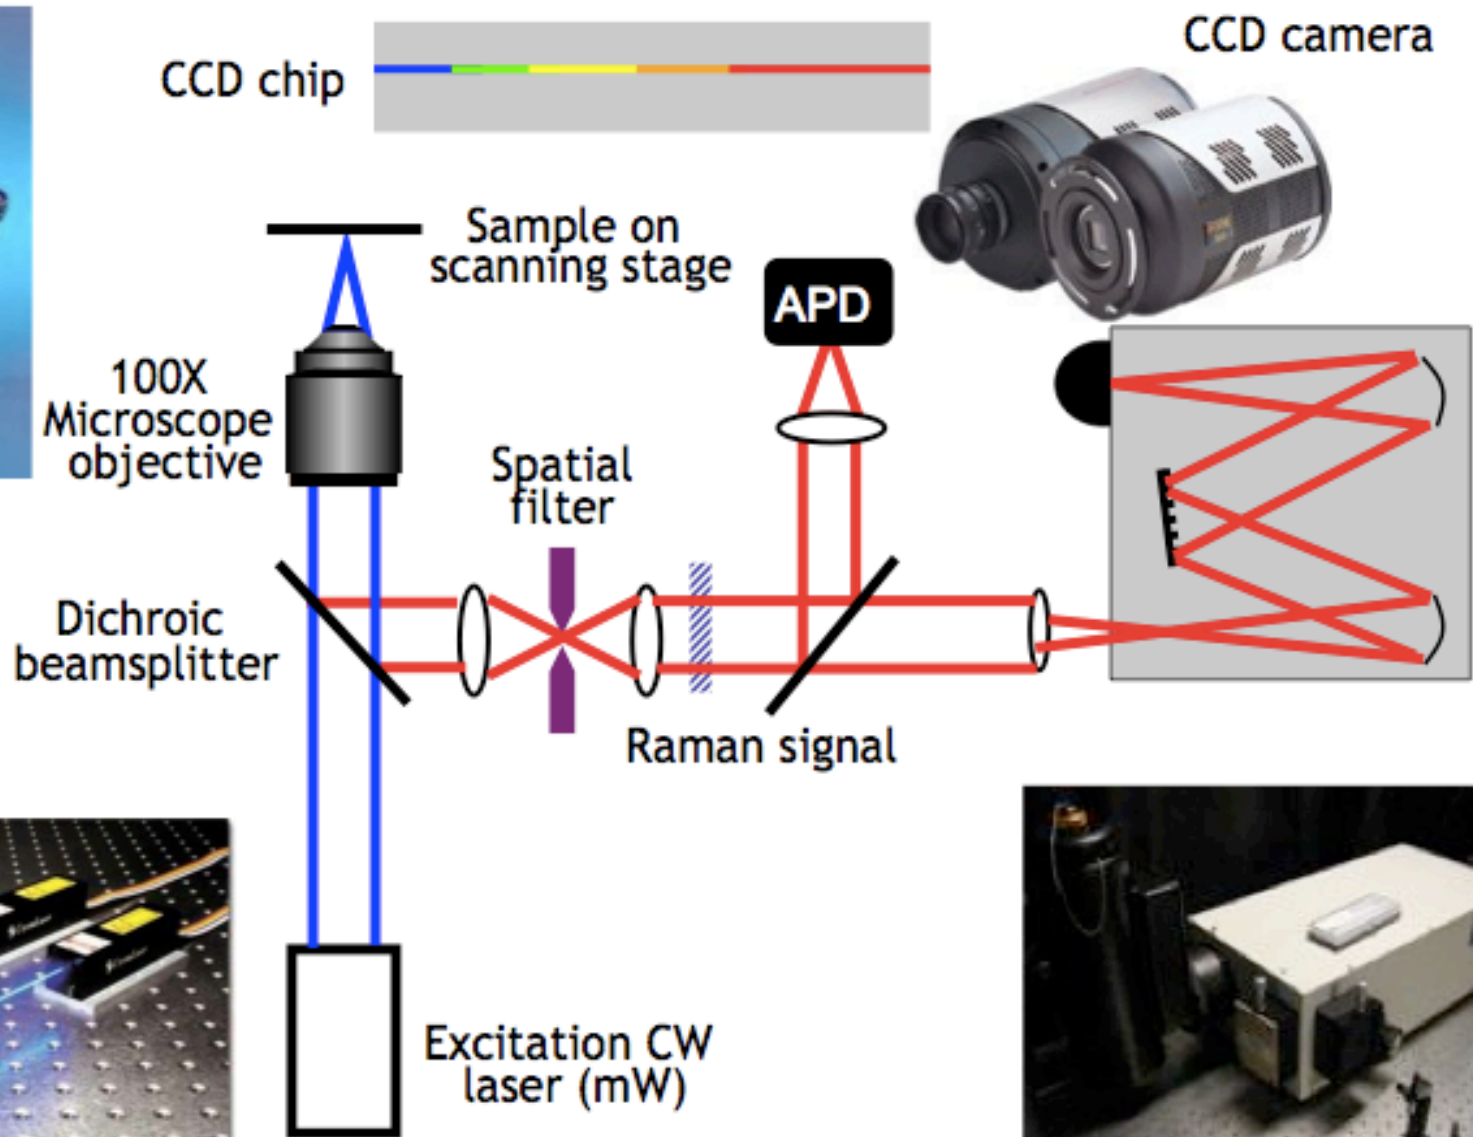 CCD camera
CCD chip
Sample on
scanning stage
APD
100X
Microscope
objective
Spatial
filter
Dichroic
beamsplitter
Raman signal
Excitation CW
laser (mW)